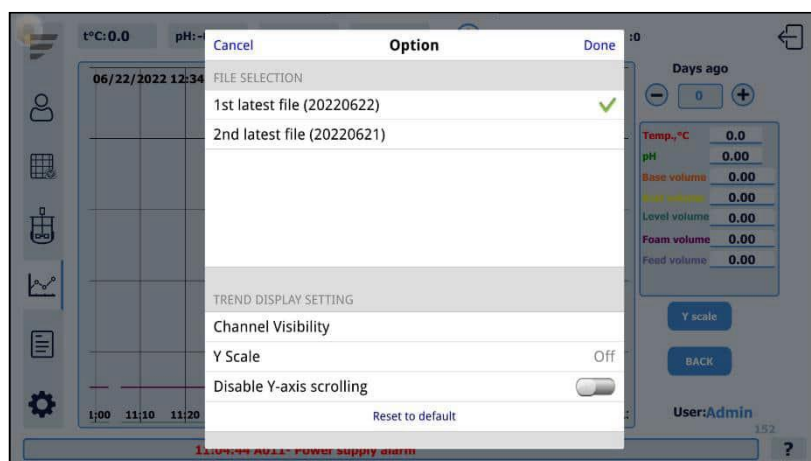 t°C: 0.0 pH:-
:0
Cancel Option Done
06/22/2022 12:34
FILE SELECTION
1st latest file (20220622)
2nd latest file (20220621)
TREND DISPLAY SETTING
Channel Visibility
Y Scale Off
Disable Y-axis scrolling
Reset to default
Days ago
0
Temp.,°C 0.0
pH 0.00
Base volume 0.00
0.00
Level volume 0.00
Foam volume 0.00
Feed volume 0.00
Y scale
BACK
User:Admin
152
1;00 11;10 11;20
11:04:44 A011- Power supply alarm
?